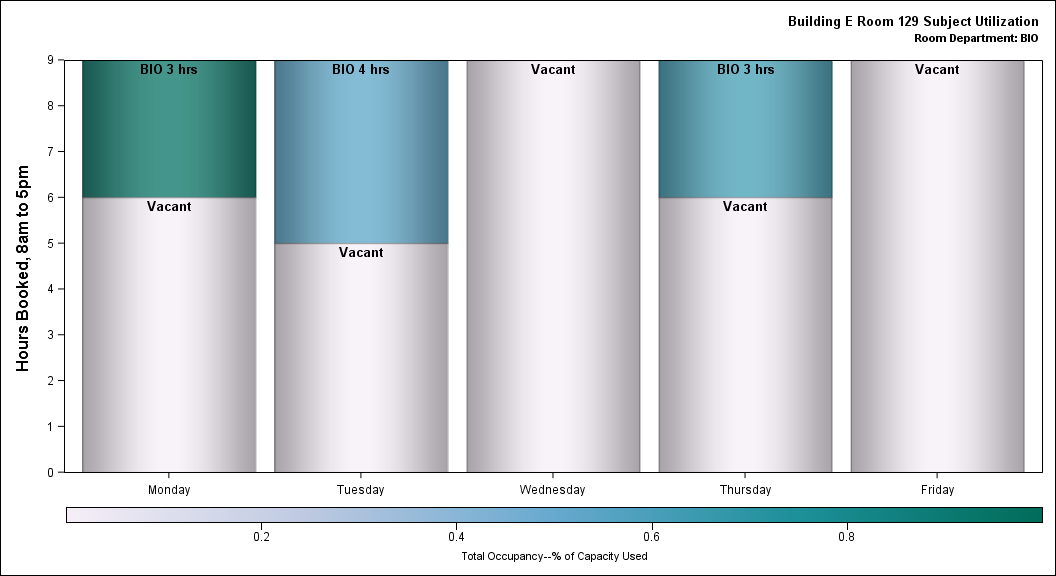 Building E Room 129 Subject Utilization
Room Department: BIO
Hours Booked, 8am to 5pm
9
8
7
6
5
4
3
2
1
0
BIO 3 hrs
BIO 4 hrs
Vacant
BIO 3 hrs
Vacant
Vacant
Vacant
Vacant
Monday
Tuesday
Wednesday
Thursday
Friday
0.2
0.4
0.6
0.8
Total Occupancy--% of Capacity Used